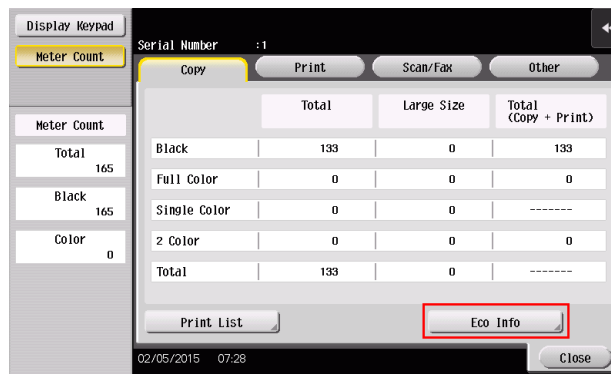 Display Keypad
Meter Count
Serial Number :1
Copy Print Scan/Fax Other
Meter Count
Total
165
Black
165
Color
0
Total Large Size Total
(Copy + Print)
Black 133 0 133
Full Color 0 0 0
Single Color 0 0 -------
2 Color 0 0 0
Total 133 0 -------
Print List Eco Info
02/05/2015 07:28 Close